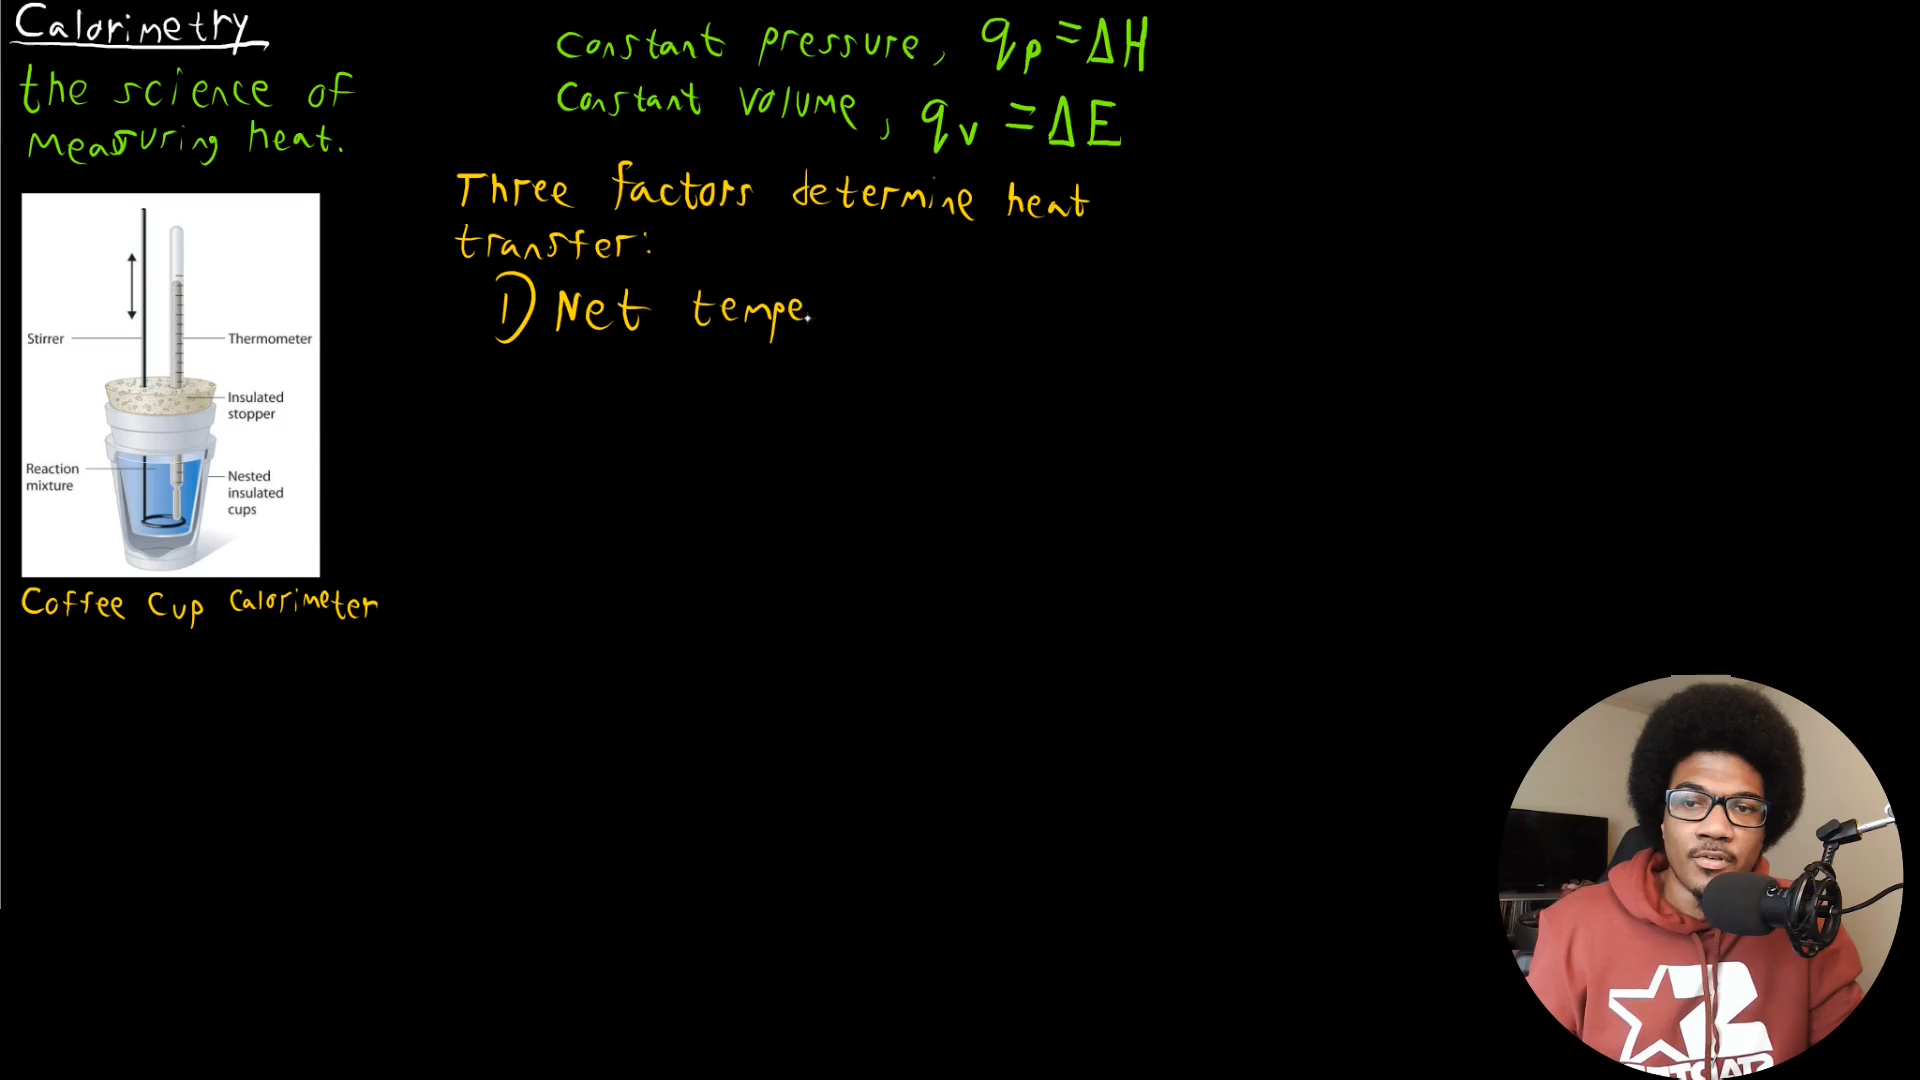 Calorimetry
the science of
measuring heat.
Constant pressure, qp = ΔH
Constant volume, qv = ΔE
Three factors determine heat
transfer:
1) Net tempe
Stirrer
Thermometer
Insulated
stopper
Reaction
mixture
Nested
insulated
cups
Coffee Cup Calorimeter